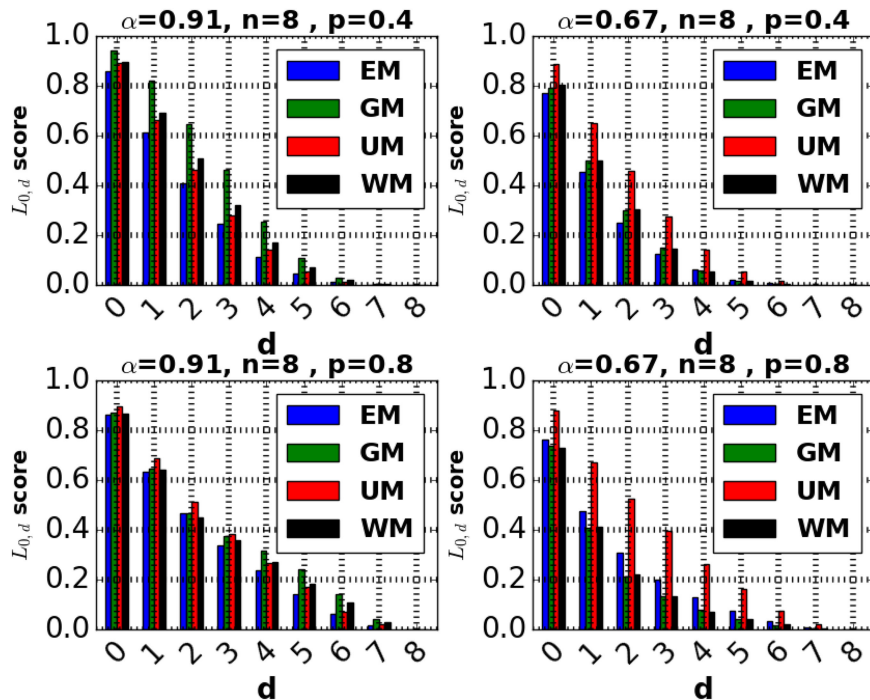 α=0.91, n=8 , p=0.4
L0,d score
1.0
0.8
0.6
0.4
0.2
0.0
EM
GM
UM
WM
0 1 2 3 4 5 6 7 8
d
α=0.67, n=8 , p=0.4
L0,d score
1.0
0.8
0.6
0.4
0.2
0.0
EM
GM
UM
WM
0 1 2 3 4 5 6 7 8
d
α=0.91, n=8 , p=0.8
L0,d score
1.0
0.8
0.6
0.4
0.2
0.0
EM
GM
UM
WM
0 1 2 3 4 5 6 7 8
d
α=0.67, n=8 , p=0.8
L0,d score
1.0
0.8
0.6
0.4
0.2
0.0
EM
GM
UM
WM
0 1 2 3 4 5 6 7 8
d